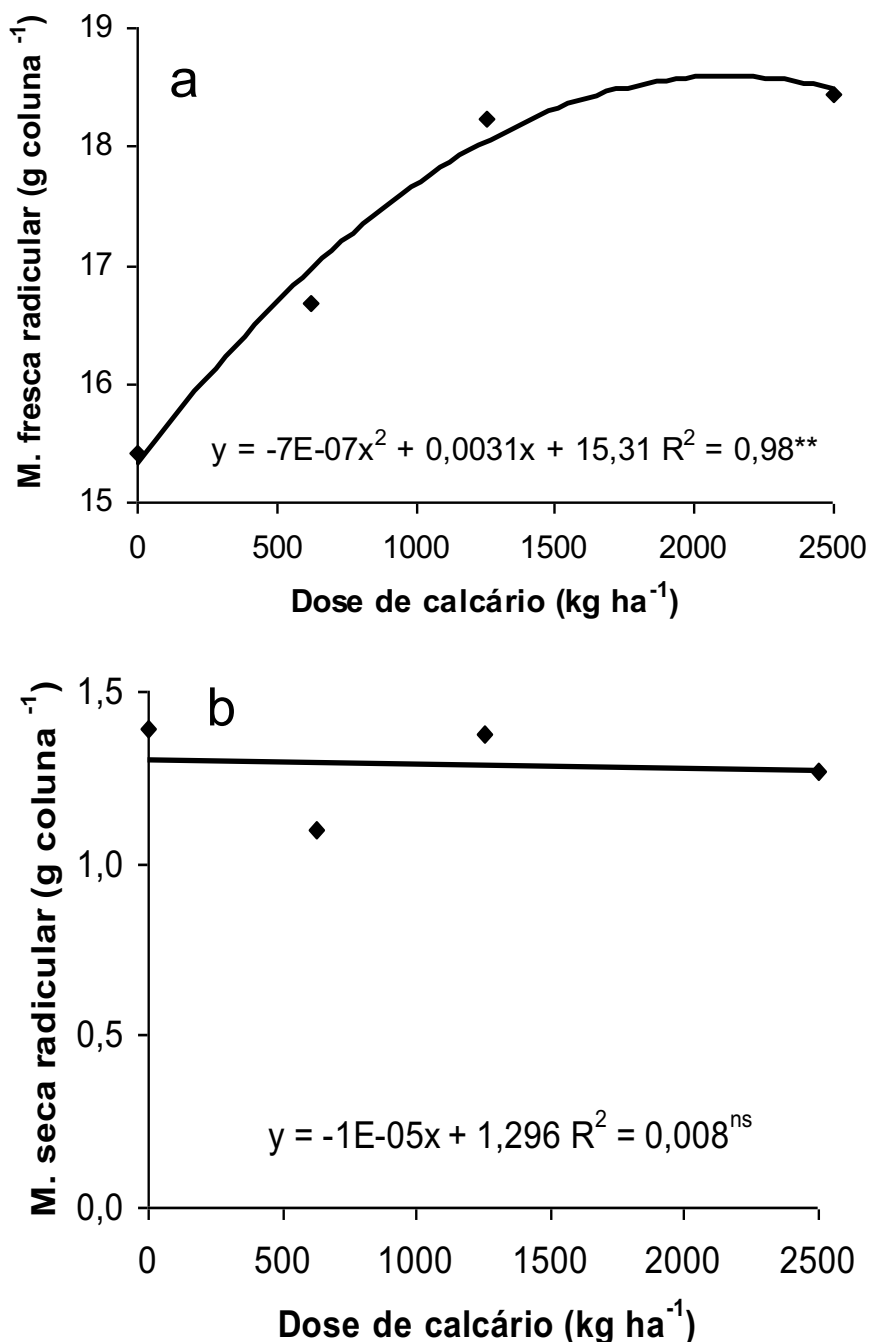 a
M. fresca radicular (g coluna ⁻¹)
19
18
17
16
15
y = -7E-07x² + 0,0031x + 15,31 R² = 0,98**
0 500 1000 1500 2000 2500
Dose de calcário (kg ha⁻¹)
b
M. seca radicular (g coluna ⁻¹)
1,5
1,0
0,5
0,0
y = -1E-05x + 1,296 R² = 0,008ⁿˢ
0 500 1000 1500 2000 2500
Dose de calcário (kg ha⁻¹)